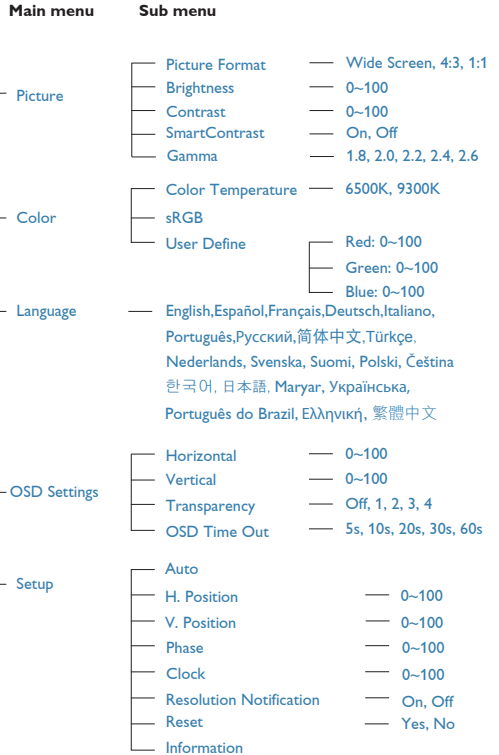 Main menu Sub menu
Picture
Picture Format Wide Screen, 4:3, 1:1
Brightness 0~100
Contrast 0~100
SmartContrast On, Off
Gamma 1.8, 2.0, 2.2, 2.4, 2.6
Color
Color Temperature 6500K, 9300K
sRGB
User Define Red: 0~100
Green: 0~100
Blue: 0~100
Language English,Español,Français,Deutsch,Italiano,
Português,Русский,简体中文,Türkçe,
Nederlands, Svenska, Suomi, Polski, Čeština
한국어, 日本語, Maryar, Українська,
Português do Brazil, Ελληνική, 繁體中文
OSD Settings
Horizontal 0~100
Vertical 0~100
Transparency Off, 1, 2, 3, 4
OSD Time Out 5s, 10s, 20s, 30s, 60s
Setup
Auto
H. Position 0~100
V. Position 0~100
Phase 0~100
Clock 0~100
Resolution Notification On, Off
Reset Yes, No
Information